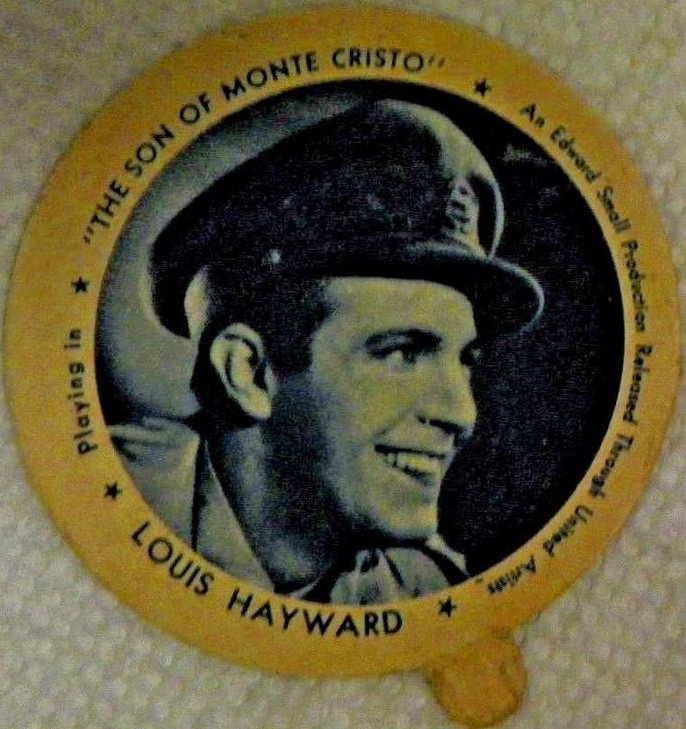 LOUIS HAYWARD
Playing in
"THE SON OF MONTE CRISTO"
An Edward Small Production Released Through United Artists